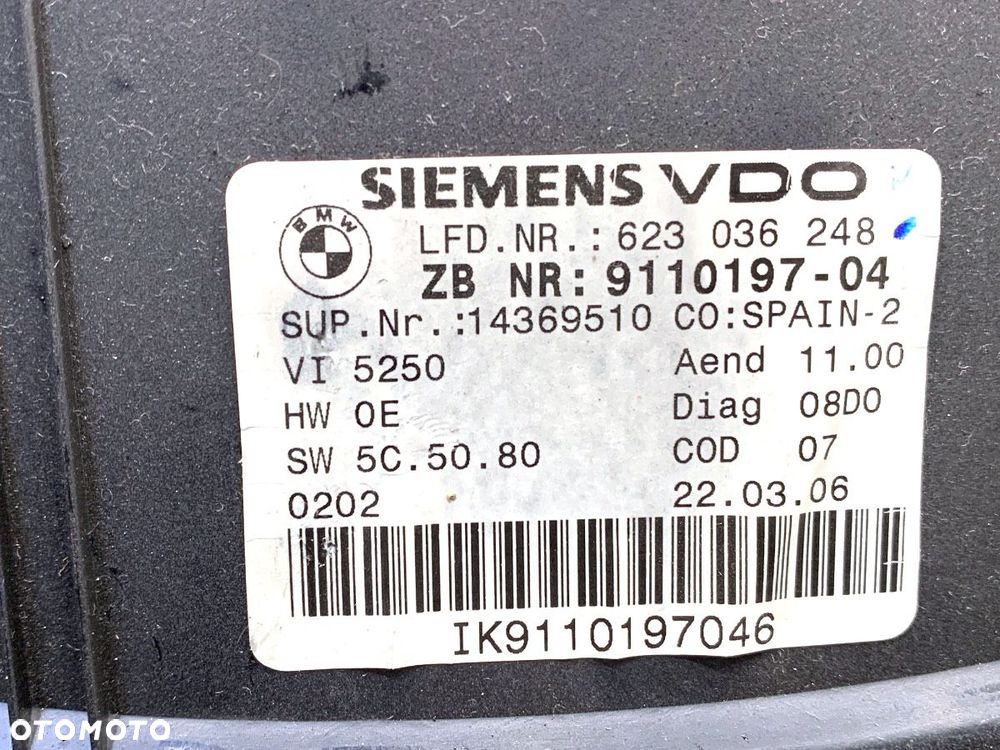 SIEMENS VDO
BMW
LFD.NR.: 623 036 248
ZB NR: 9110197-04
SUP.Nr.:14369510 CO:SPAIN-2
VI 5250 Aend 11.00
HW 0E Diag 08D0
SW 5C.50.80 COD 07
0202 22.03.06
IK9110197046
OTOMOTO